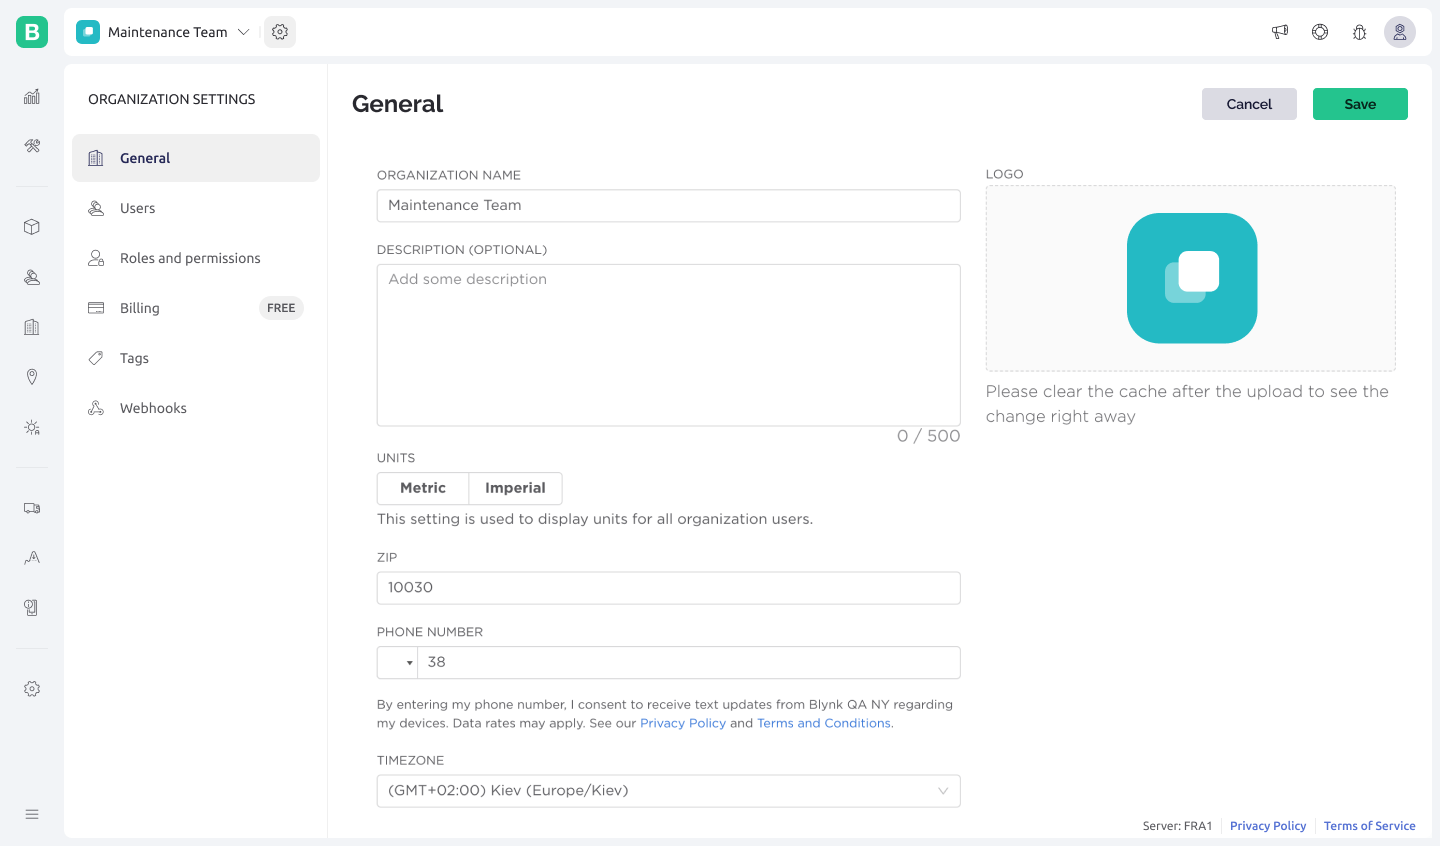 B
Maintenance Team
ORGANIZATION SETTINGS
General
Users
Roles and permissions
Billing
FREE
Tags
Webhooks
General
Cancel
Save
ORGANIZATION NAME
Maintenance Team
DESCRIPTION (OPTIONAL)
Add some description
0 / 500
UNITS
Metric
Imperial
This setting is used to display units for all organization users.
ZIP
10030
PHONE NUMBER
38
By entering my phone number, I consent to receive text updates from Blynk QA NY regarding
my devices. Data rates may apply. See our Privacy Policy and Terms and Conditions.
TIMEZONE
(GMT+02:00) Kiev (Europe/Kiev)
LOGO
Please clear the cache after the upload to see the
change right away
Server: FRA1
Privacy Policy
Terms of Service